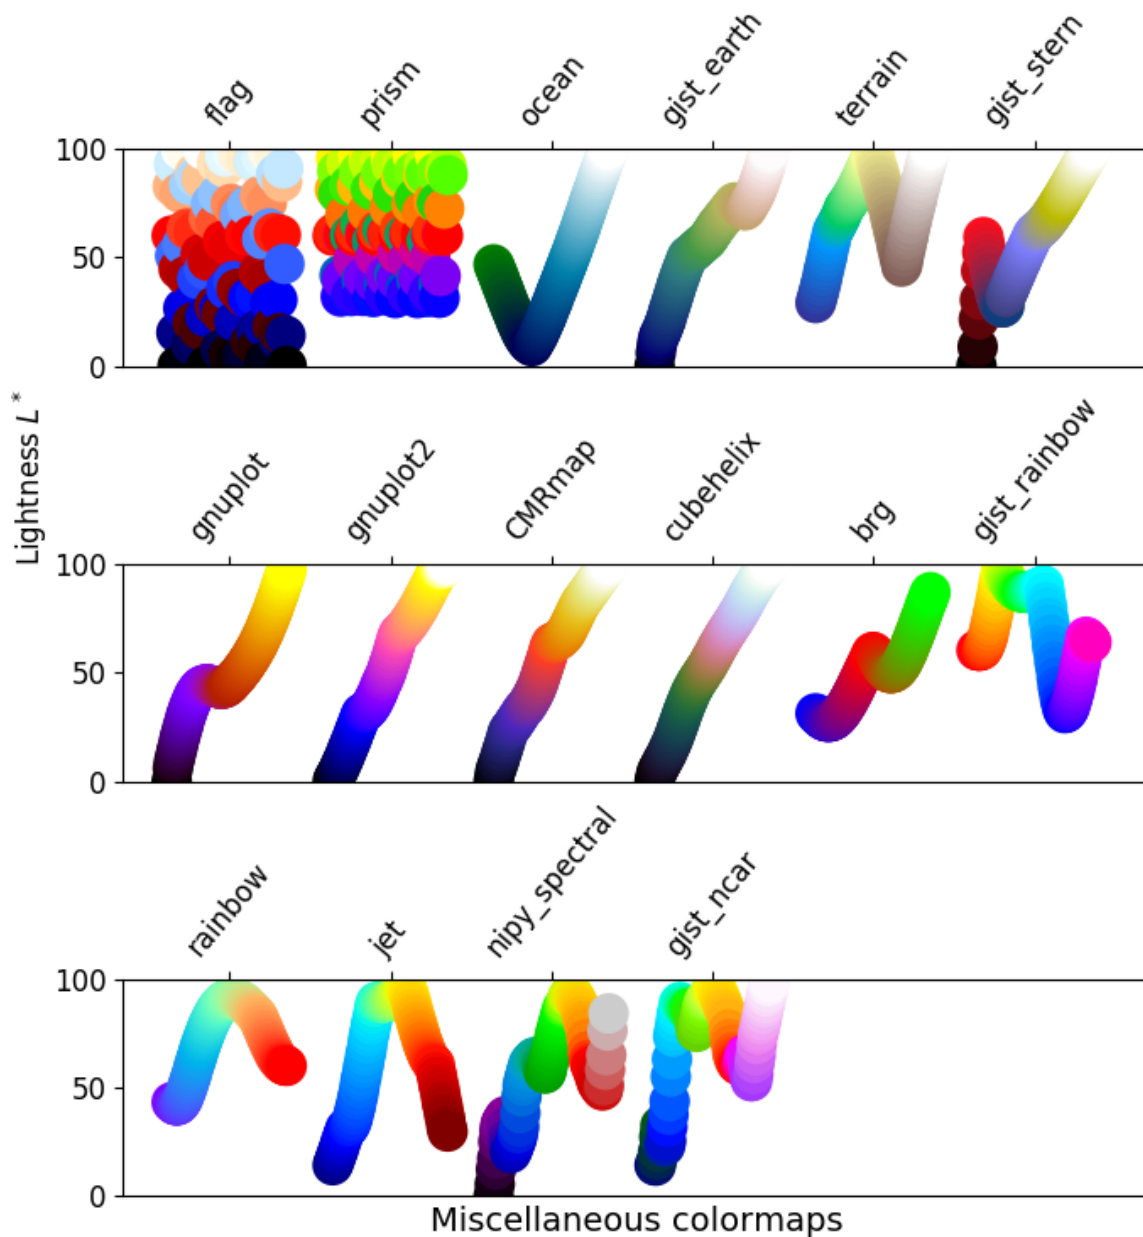 flag prism ocean gist_earth terrain gist_stern
100
50
0
Lightness L*
gnuplot gnuplot2 CMRmap cubehelix brg gist_rainbow
100
50
0
rainbow jet nipy_spectral gist_ncar
100
50
0
Miscellaneous colormaps